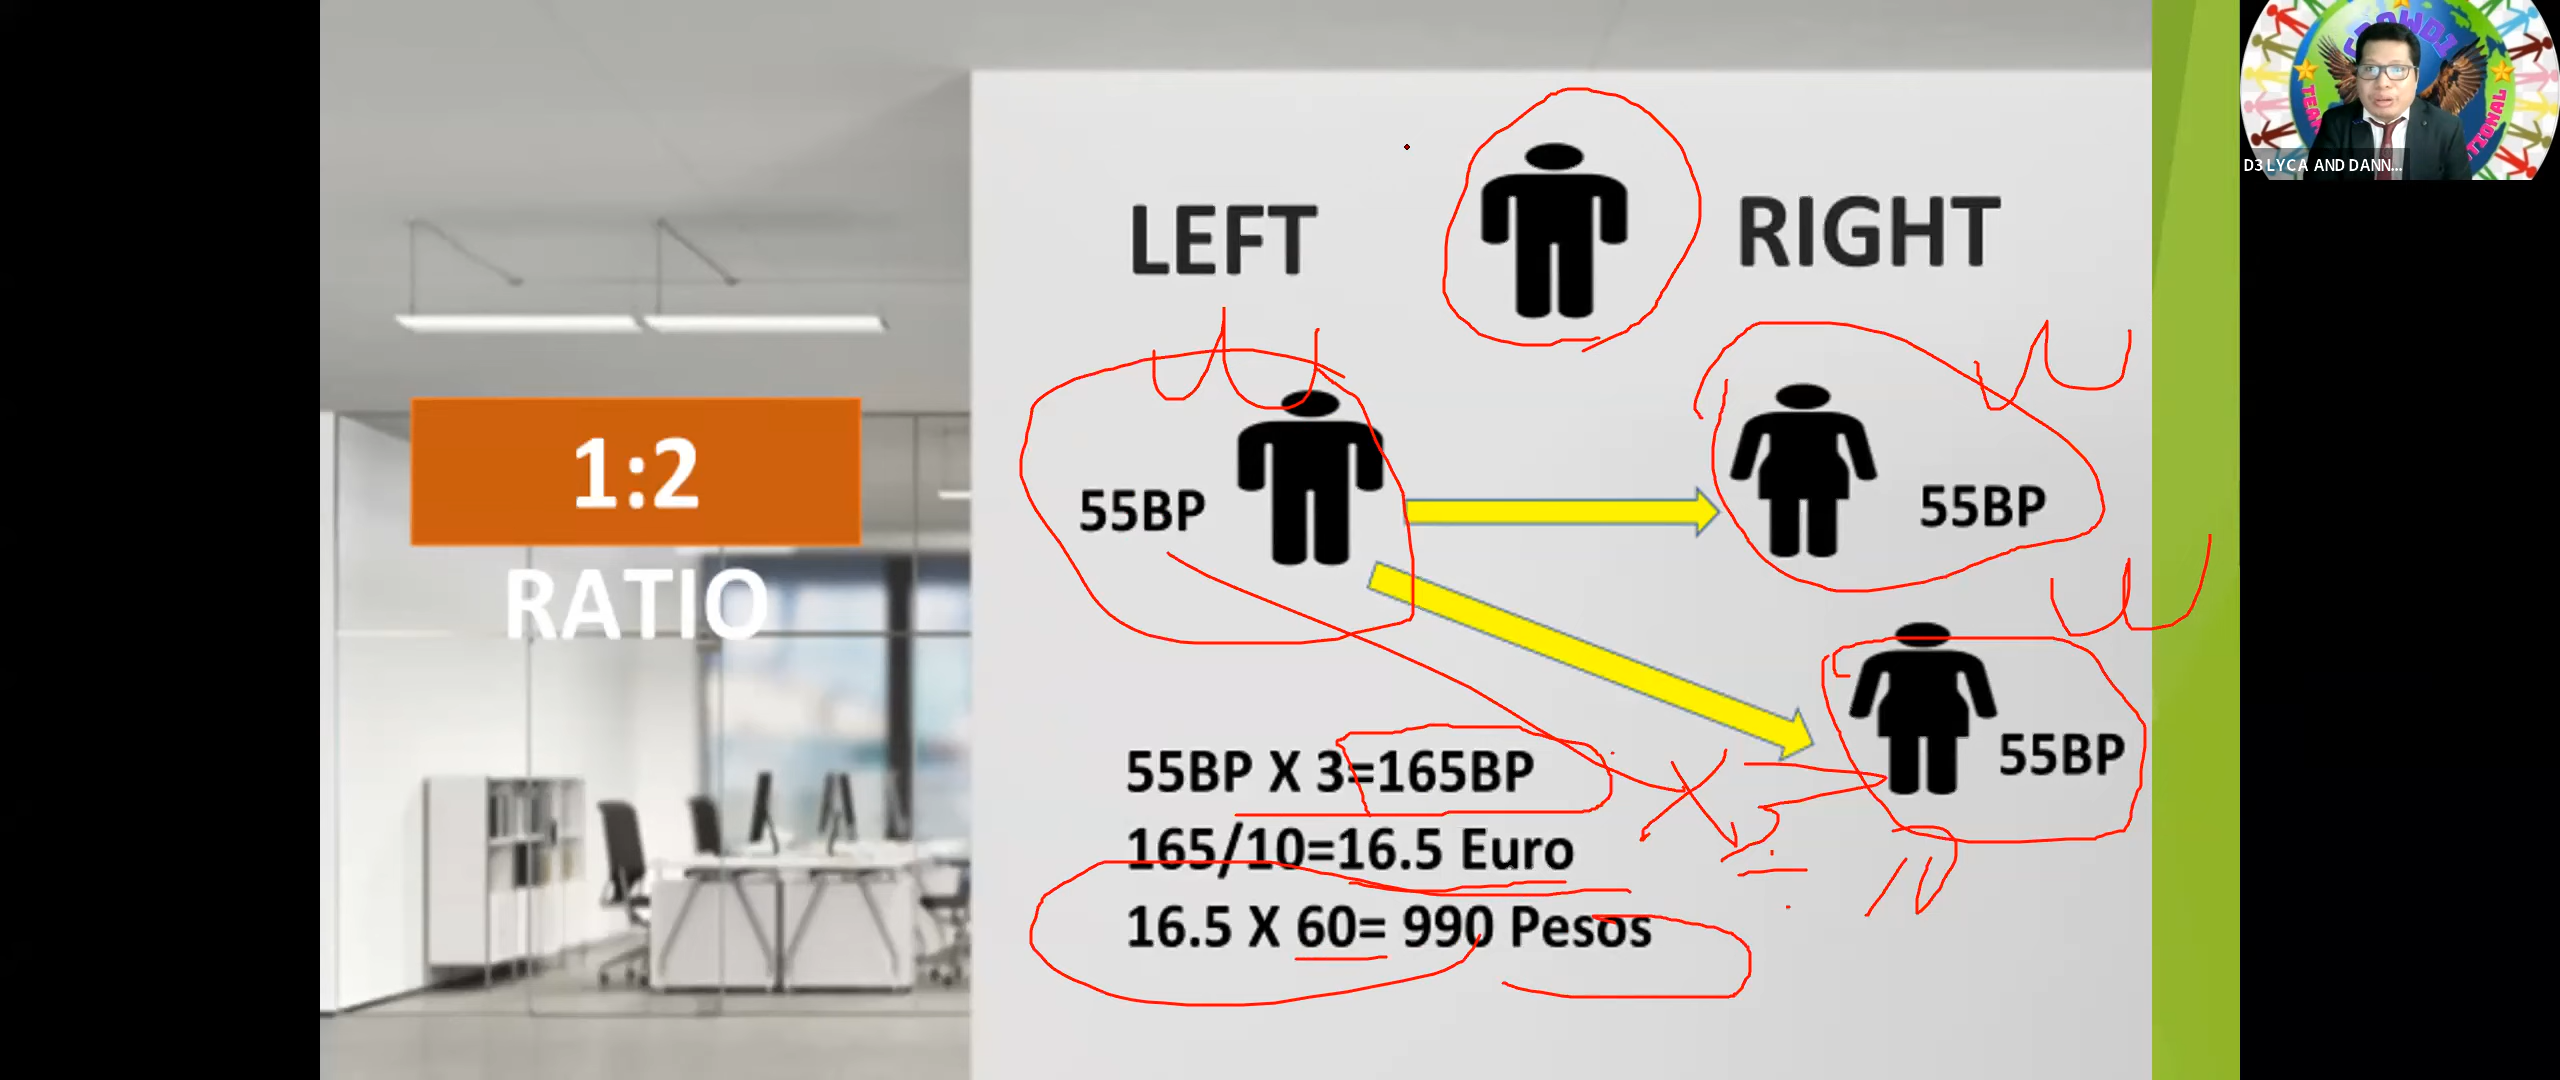 LEFT
RIGHT
1:2
RATIO
55BP
55BP
55BP
55BP X 3=165BP
165/10=16.5 Euro
16.5 X 60= 990 Pesos
D3 LYCA AND DANN...